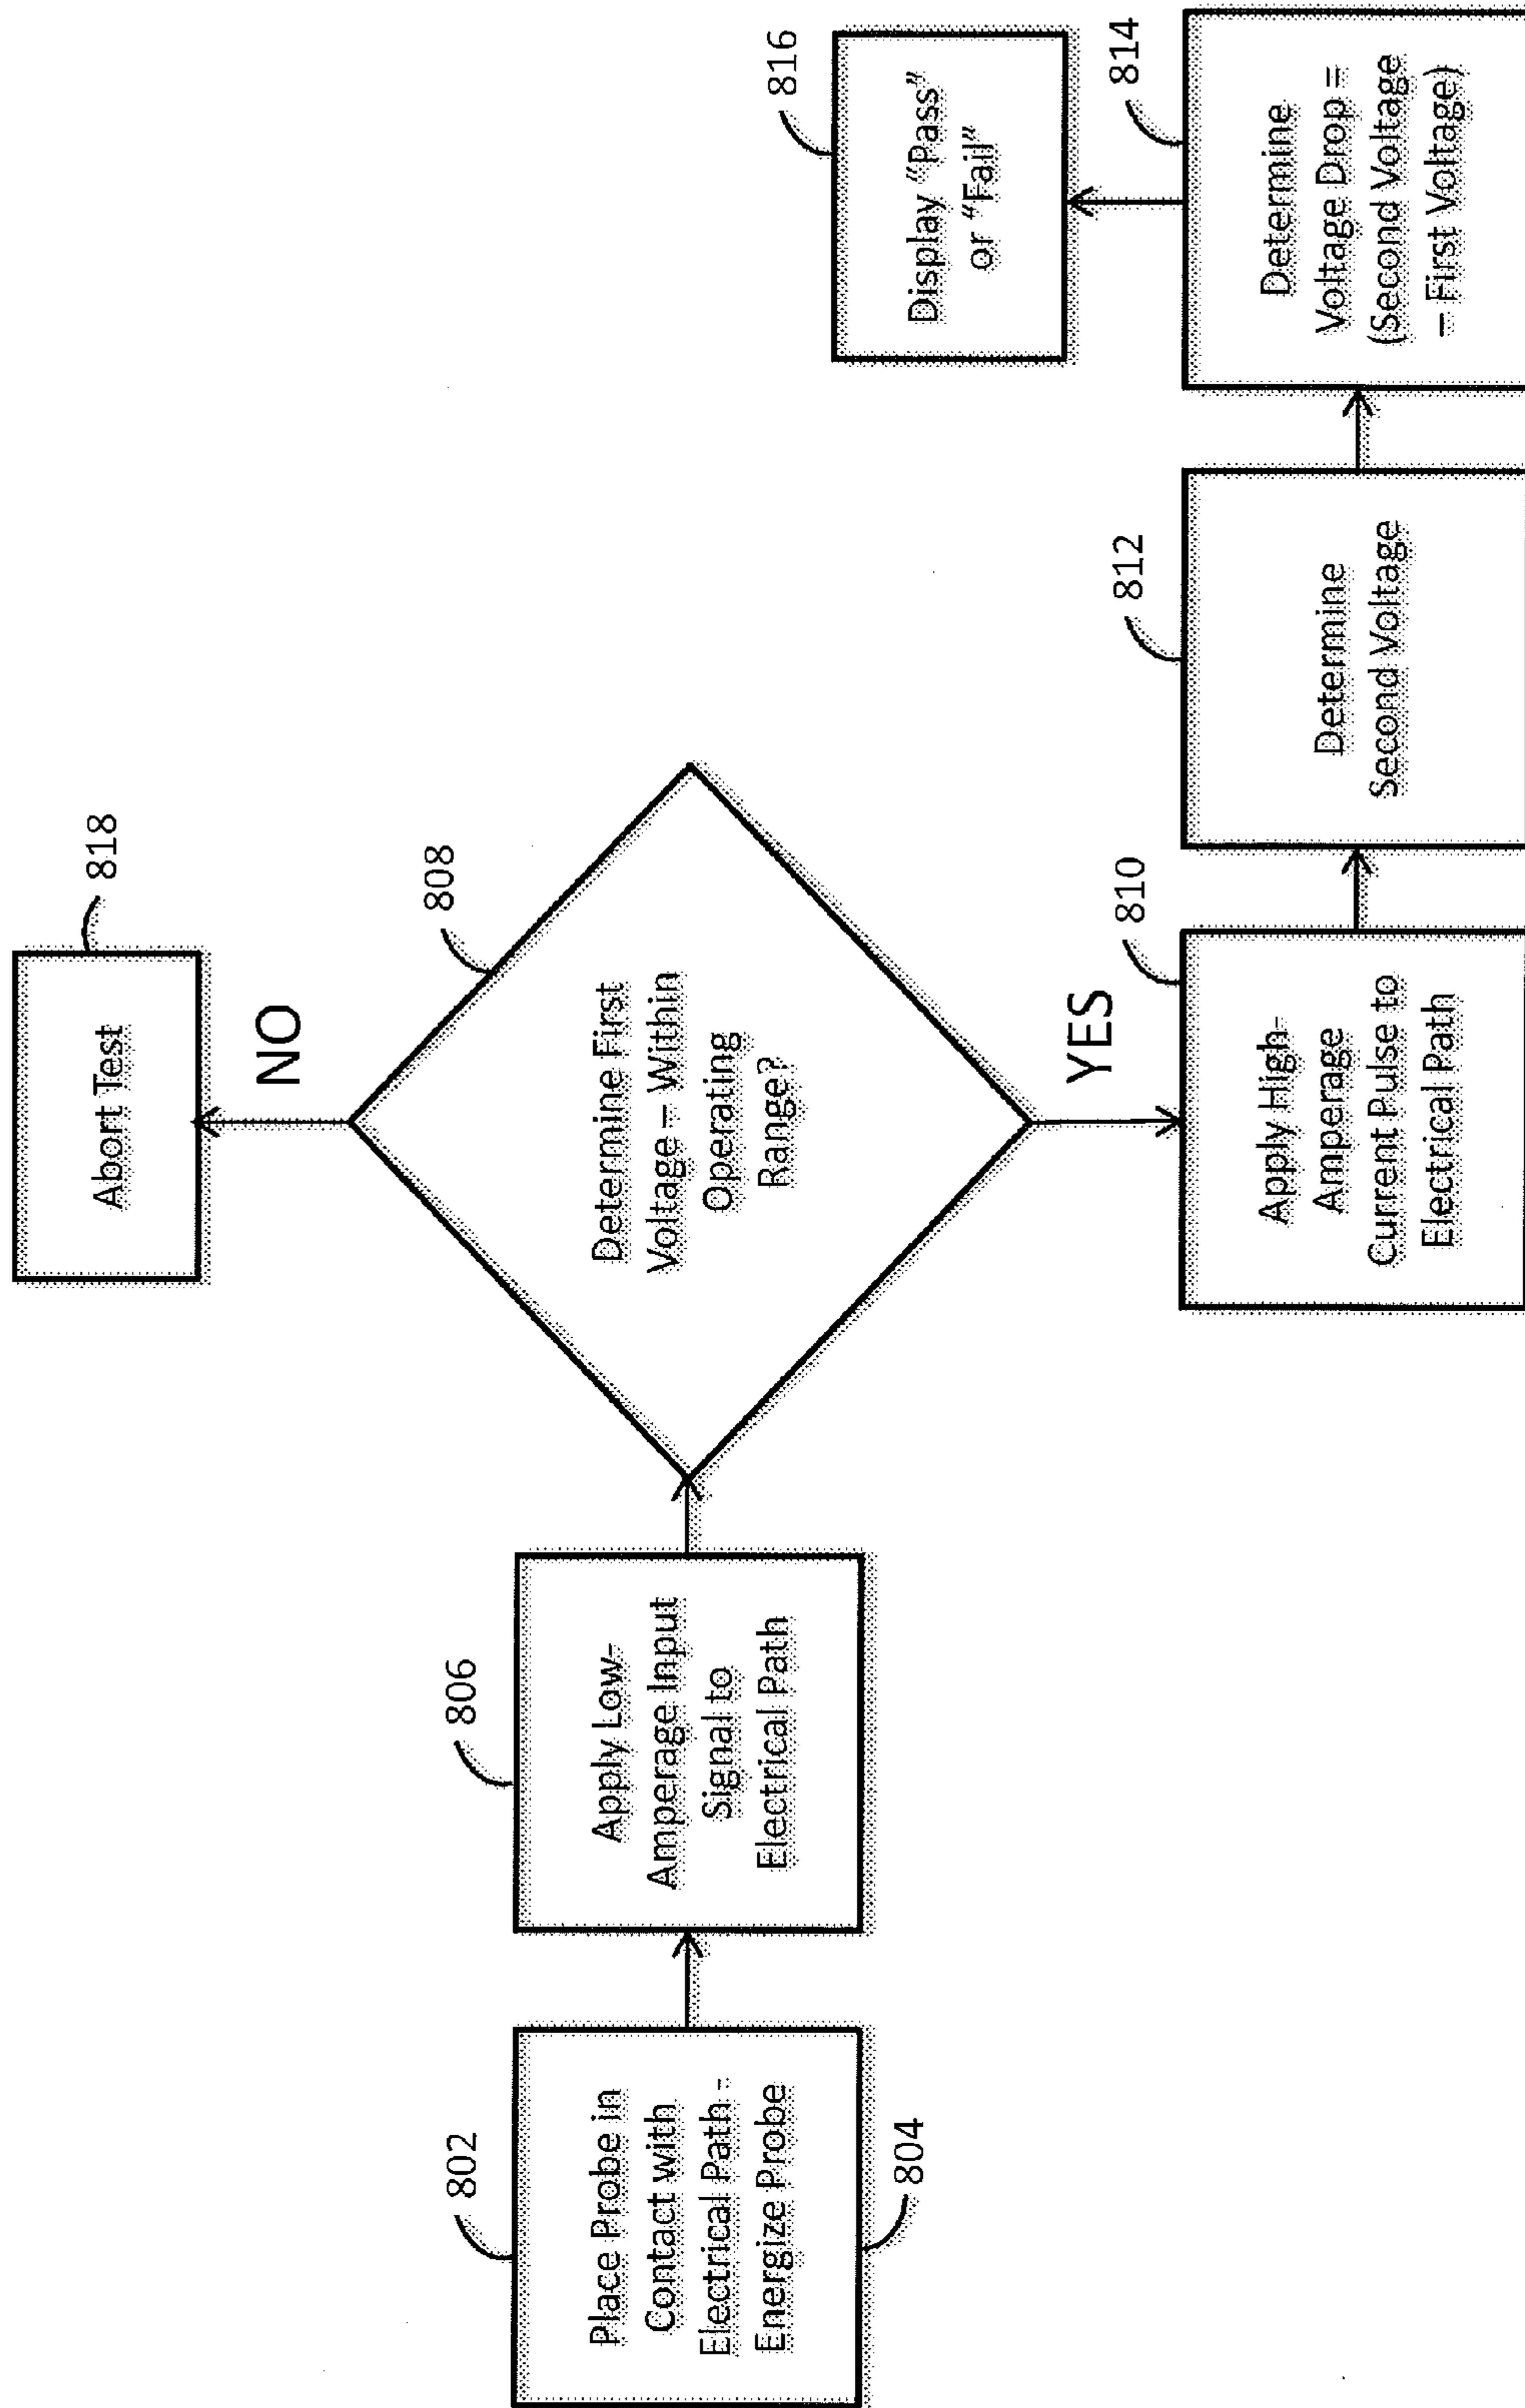 802
Place Probe in
Contact with
Electrical Path -
Energize Probe
804
806
Apply Low-
Amperage Input
Signal to
Electrical Path
808
Determine First
Voltage – Within
Operating
Range?
NO
818
Abort Test
YES
810
Apply High-
Amperage
Current Pulse to
Electrical Path
812
Determine
Second Voltage
814
Determine
Voltage Drop =
(Second Voltage
– First Voltage)
816
Display “Pass”
or “Fail”